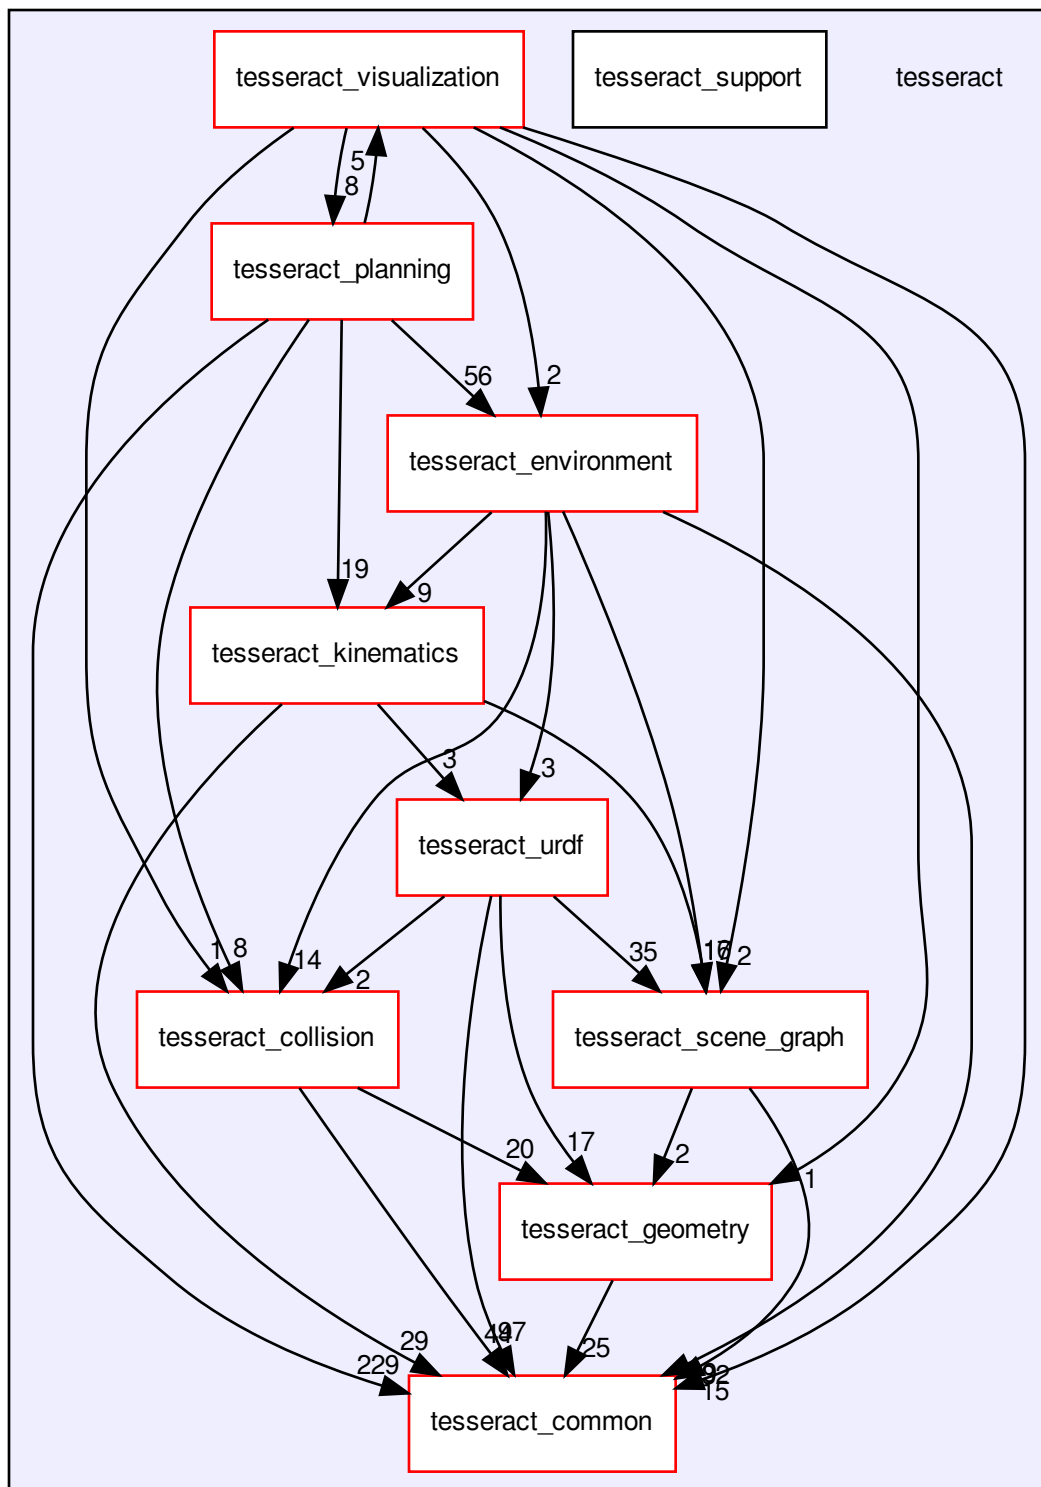 tesseract_visualization
tesseract_support
tesseract
5
8
tesseract_planning
56
2
tesseract_environment
19
9
tesseract_kinematics
3
3
tesseract_urdf
1
8
14
2
35
2
tesseract_collision
tesseract_scene_graph
20
17
2
1
tesseract_geometry
229
29
97
25
15
tesseract_common